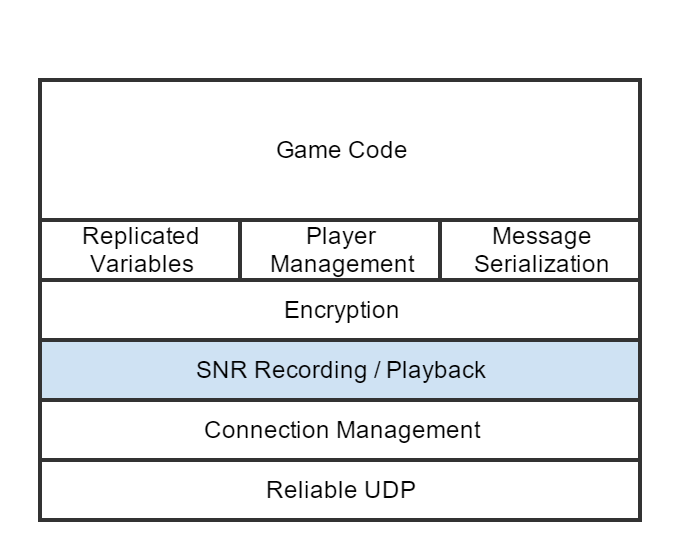 Game Code
Replicated
Variables
Player
Management
Message
Serialization
Encryption
SNR Recording / Playback
Connection Management
Reliable UDP